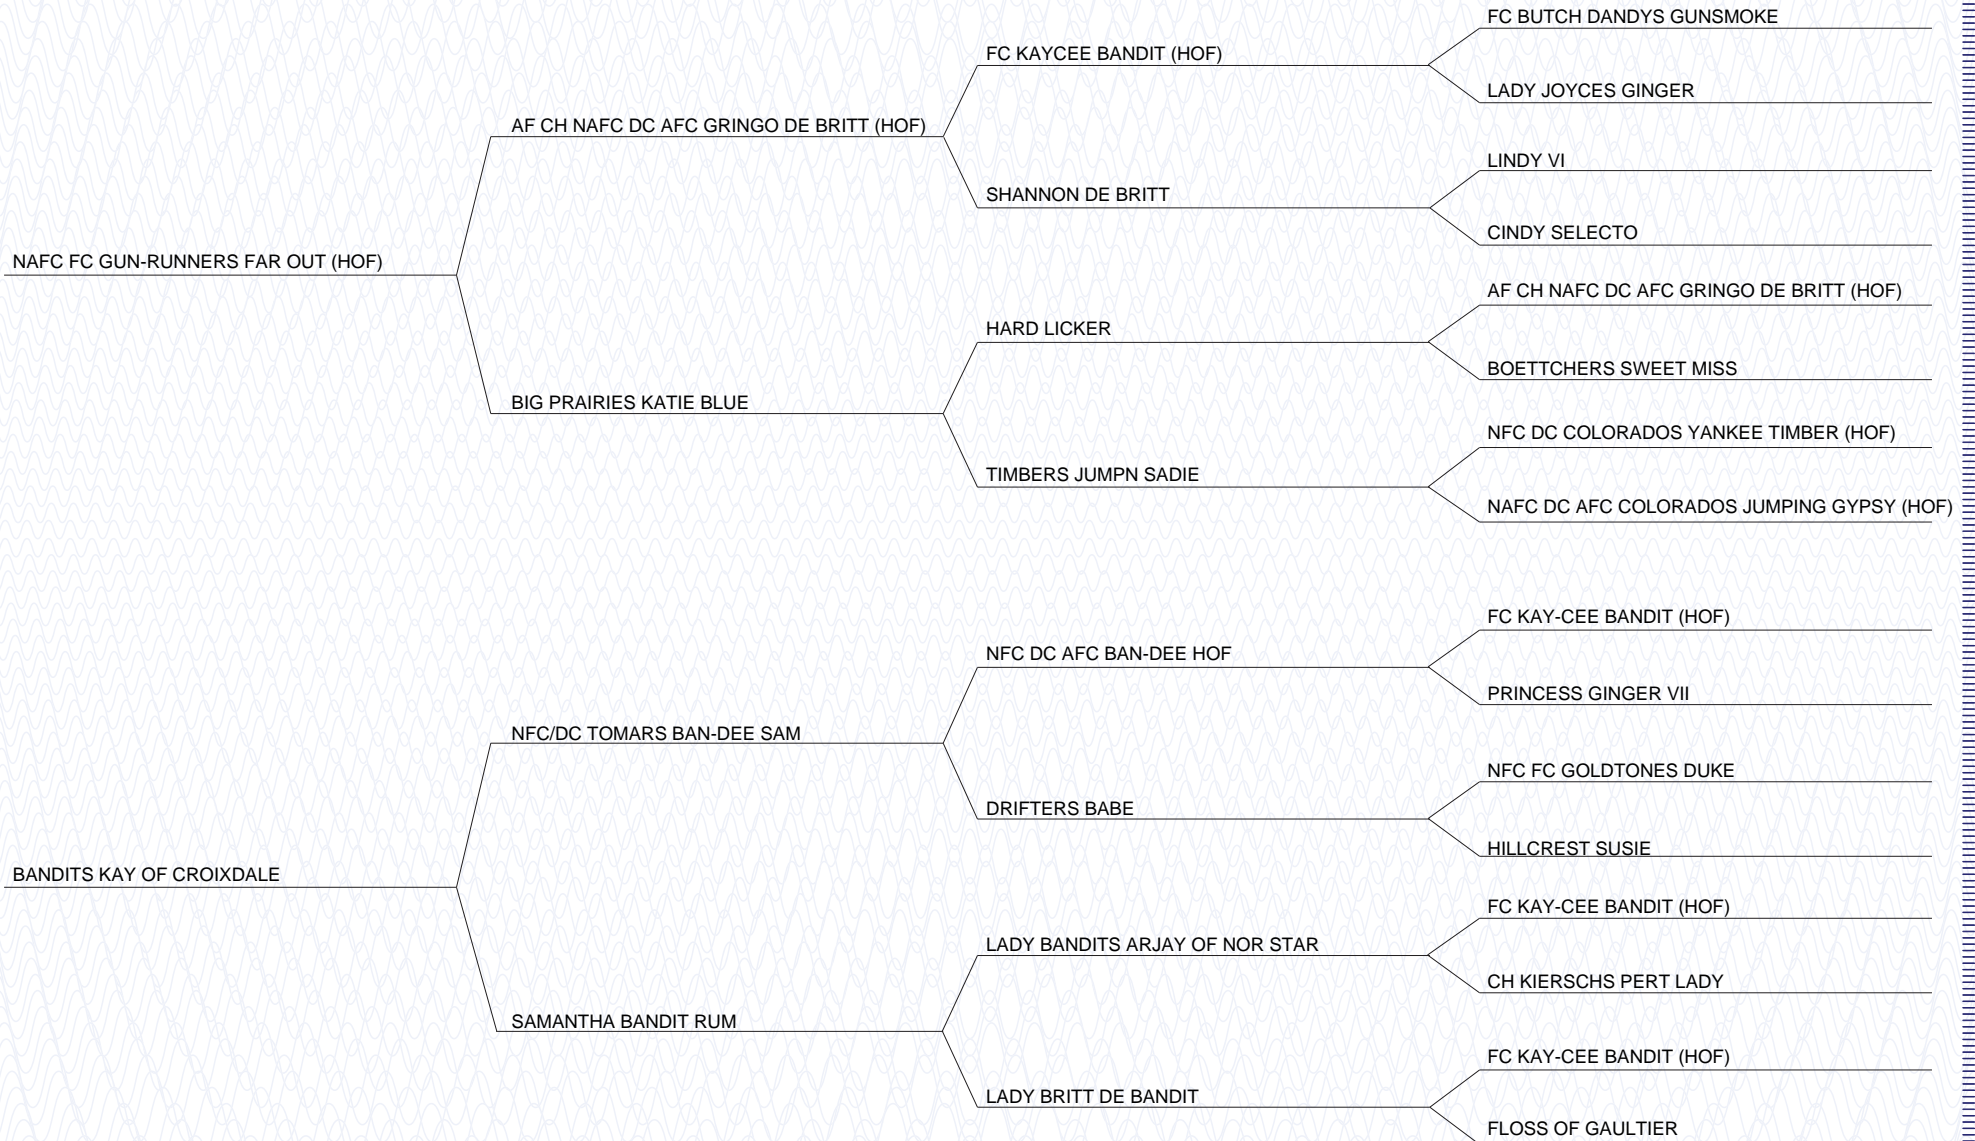 FC BUTCH DANDYS GUNSMOKE
FC KAYCEE BANDIT (HOF)
LADY JOYCES GINGER
AF CH NAFC DC AFC GRINGO DE BRITT (HOF)
LINDY VI
SHANNON DE BRITT
CINDY SELECTO
NAFC FC GUN-RUNNERS FAR OUT (HOF)
AF CH NAFC DC AFC GRINGO DE BRITT (HOF)
HARD LICKER
BOETTCHERS SWEET MISS
BIG PRAIRIES KATIE BLUE
NFC DC COLORADOS YANKEE TIMBER (HOF)
TIMBERS JUMPN SADIE
NAFC DC AFC COLORADOS JUMPING GYPSY (HOF)
FC KAY-CEE BANDIT (HOF)
NFC DC AFC BAN-DEE HOF
PRINCESS GINGER VII
NFC/DC TOMARS BAN-DEE SAM
NFC FC GOLDTONES DUKE
DRIFTERS BABE
HILLCREST SUSIE
BANDITS KAY OF CROIXDALE
FC KAY-CEE BANDIT (HOF)
LADY BANDITS ARJAY OF NOR STAR
CH KIERSCHS PERT LADY
SAMANTHA BANDIT RUM
FC KAY-CEE BANDIT (HOF)
LADY BRITT DE BANDIT
FLOSS OF GAULTIER